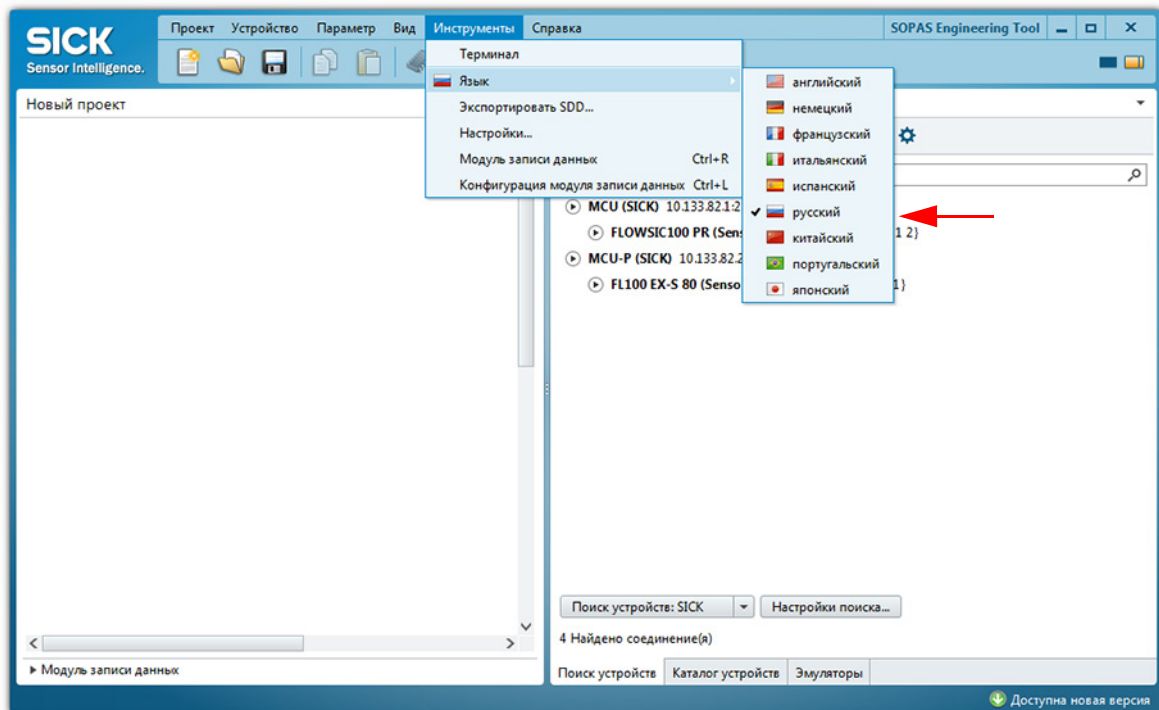 SICK
Sensor Intelligence.
Проект Устройство Параметр Вид Инструменты Справка
SOPAS Engineering Tool
Терминал
Язык
Экспортировать SDD...
Настройки...
Модуль записи данных Ctrl+R
Конфигурация модуля записи данных Ctrl+L
английский
немецкий
французский
итальянский
испанский
русский
китайский
португальский
японский
Новый проект
MCU (SICK) 10.133.82.1:2
FLOWSIC100 PR (Sens 1 2}
MCU-P (SICK) 10.133.82.2
FL100 EX-S 80 (Senso 1}
Поиск устройств: SICK
Настройки поиска...
4 Найдено соединение(я)
Модуль записи данных
Поиск устройств Каталог устройств Эмуляторы
Доступна новая версия